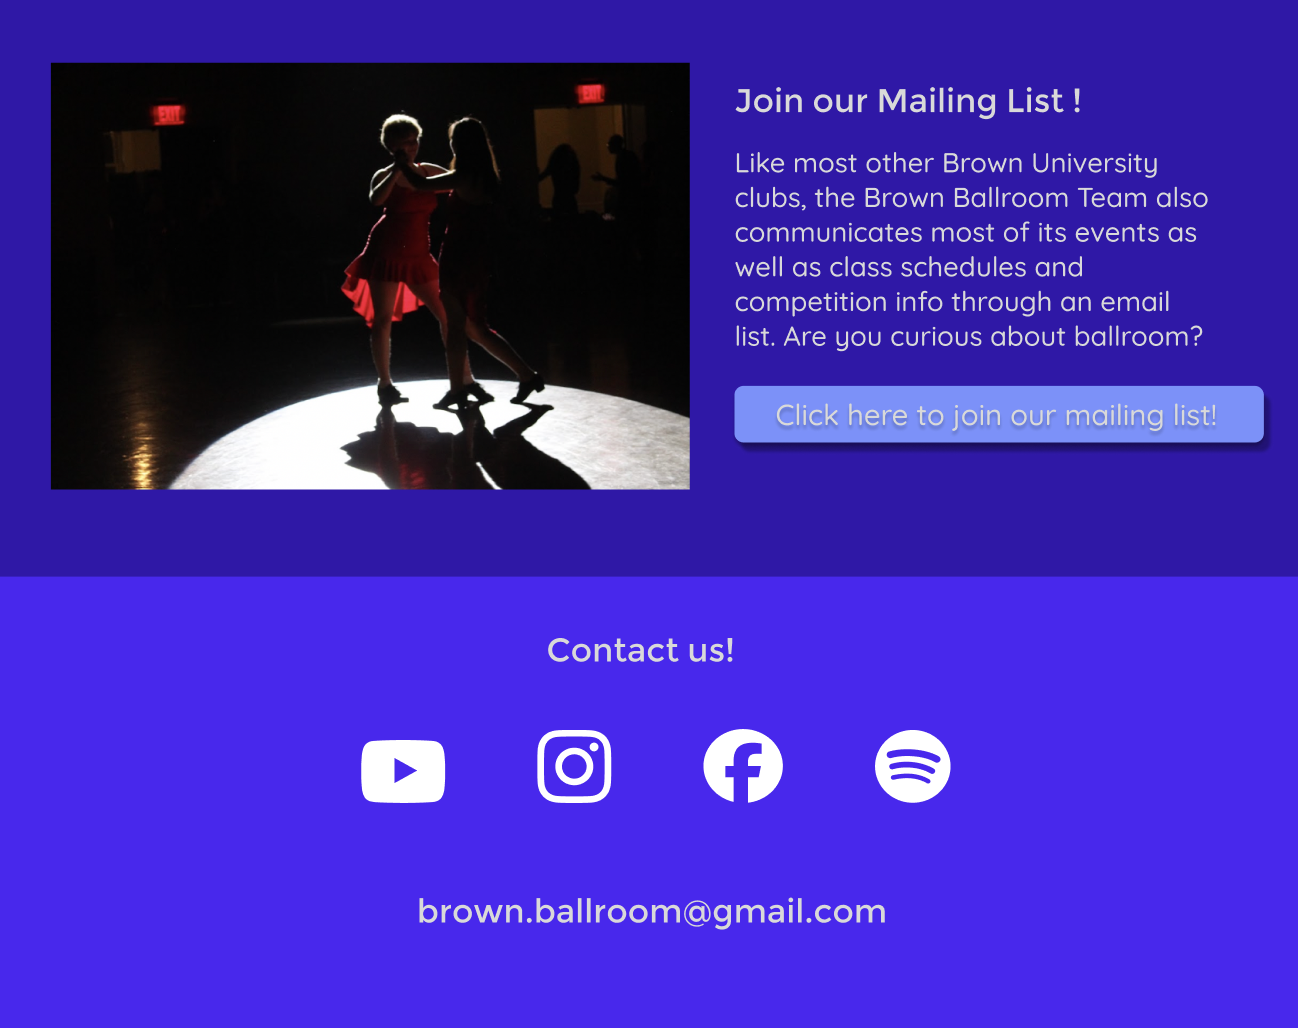 EXIT
EXIT
Join our Mailing List !
Like most other Brown University
clubs, the Brown Ballroom Team also
communicates most of its events as
well as class schedules and
competition info through an email
list. Are you curious about ballroom?
Click here to join our mailing list!
Contact us!
brown.ballroom@gmail.com